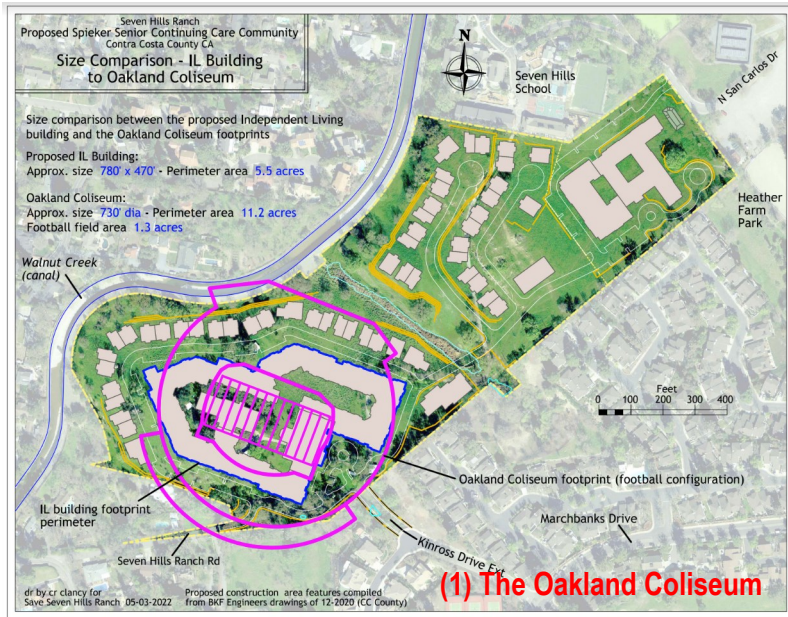 Seven Hills Ranch
Proposed Spieker Senior Continuing Care Community
Contra Costa County CA
Size Comparison - IL Building
to Oakland Coliseum
N
Seven Hills
School
N San Carlos Dr
Size comparison between the proposed Independent Living
building and the Oakland Coliseum footprints
Proposed IL Building:
Approx. size 780' x 470' - Perimeter area 5.5 acres
Oakland Coliseum:
Approx. size 730' dia - Perimeter area 11.2 acres
Football field area 1.3 acres
Heather
Farm
Park
Walnut Creek
(canal)
Feet
0 100 200 300 400
Oakland Coliseum footprint (football configuration)
IL building footprint
perimeter
Marchbanks Drive
Kinross Drive Ext
Seven Hills Ranch Rd
(1) The Oakland Coliseum
dr by cr clancy for
Save Seven Hills Ranch 05-03-2022
Proposed construction area features compiled
from BKF Engineers drawings of 12-2020 (CC County)